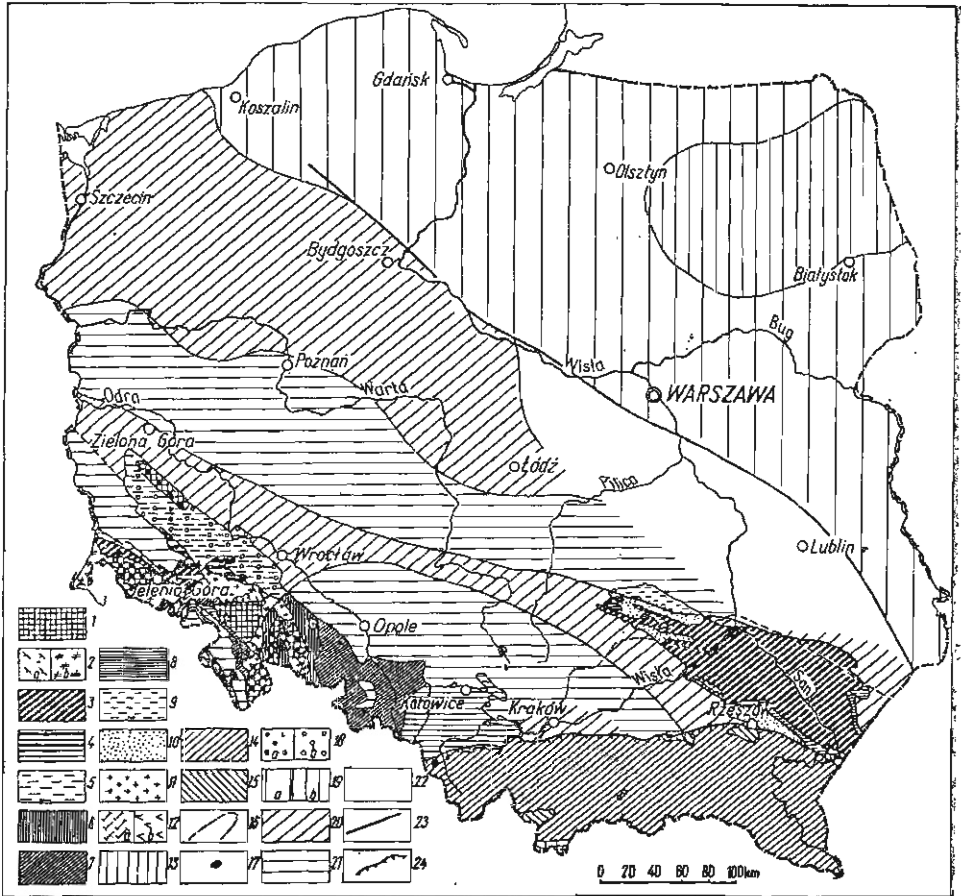 Gdańsk
Koszalin
Olsztyn
Szczecin
Bydgoszcz
Białystok
Bug
Poznań
Wisła
Warta
WARSZAWA
Odra
Zielona Góra
Łódź
Pilica
Wrocław
Lublin
Jelenia Góra
Opole
San
Wisła
Katowice
Kraków
Rzeszów
1
2 a b 8
3 9
4 10 14 a b 18
5 11 15 a b 19 22
6 a b 12 16 20 23
7 13 17 21 24
0 20 40 60 80 100km